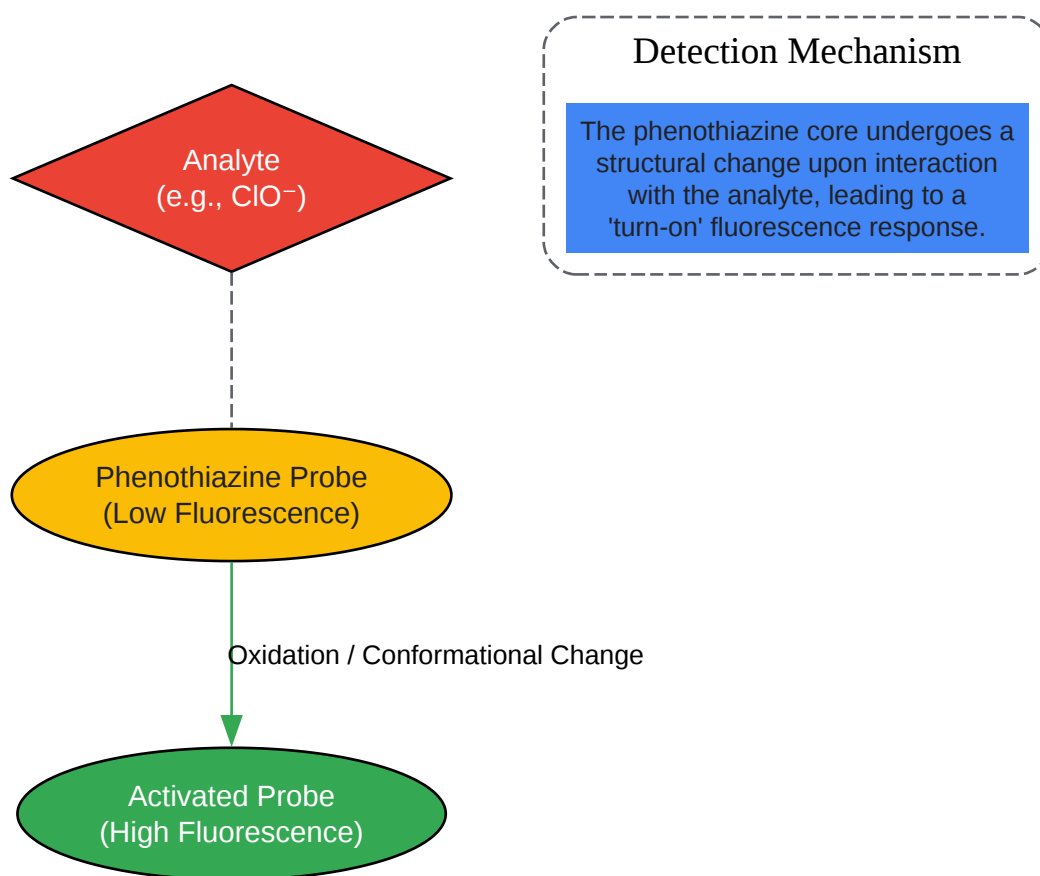 Detection Mechanism
The phenothiazine core undergoes a
structural change upon interaction
with the analyte, leading to a
'turn-on' fluorescence response.
Analyte
(e.g., ClO⁻)
Phenothiazine Probe
(Low Fluorescence)
Oxidation / Conformational Change
Activated Probe
(High Fluorescence)